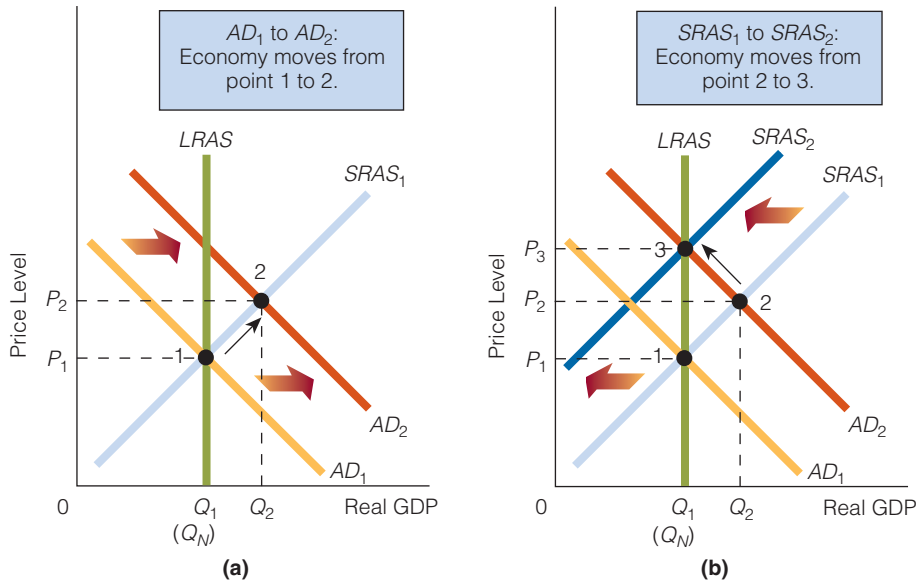 AD₁ to AD₂:
Economy moves from
point 1 to 2.
LRAS
SRAS₁
Price Level
P₂
P₁
2
1
AD₂
AD₁
0
Q₁
Q₂
Real GDP
(Q_N)
(a)
SRAS₁ to SRAS₂:
Economy moves from
point 2 to 3.
LRAS
SRAS₂
SRAS₁
Price Level
P₃
P₂
P₁
3
2
1
AD₂
AD₁
0
Q₁
Q₂
Real GDP
(Q_N)
(b)